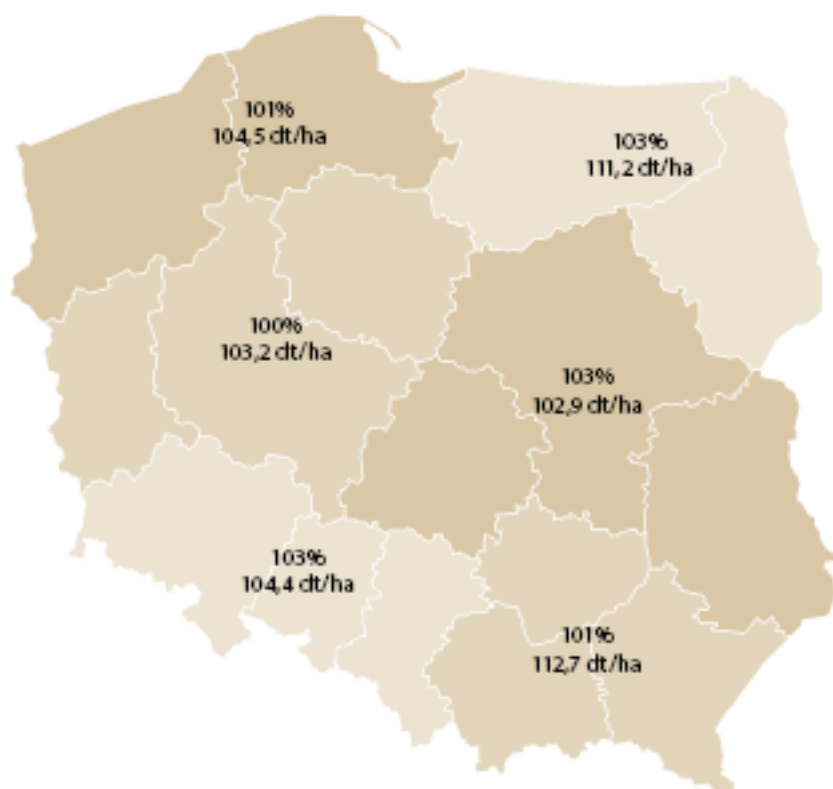 101%
104,5 dt/ha
103%
111,2 dt/ha
100%
103,2 dt/ha
103%
102,9 dt/ha
103%
104,4 dt/ha
101%
112,7 dt/ha